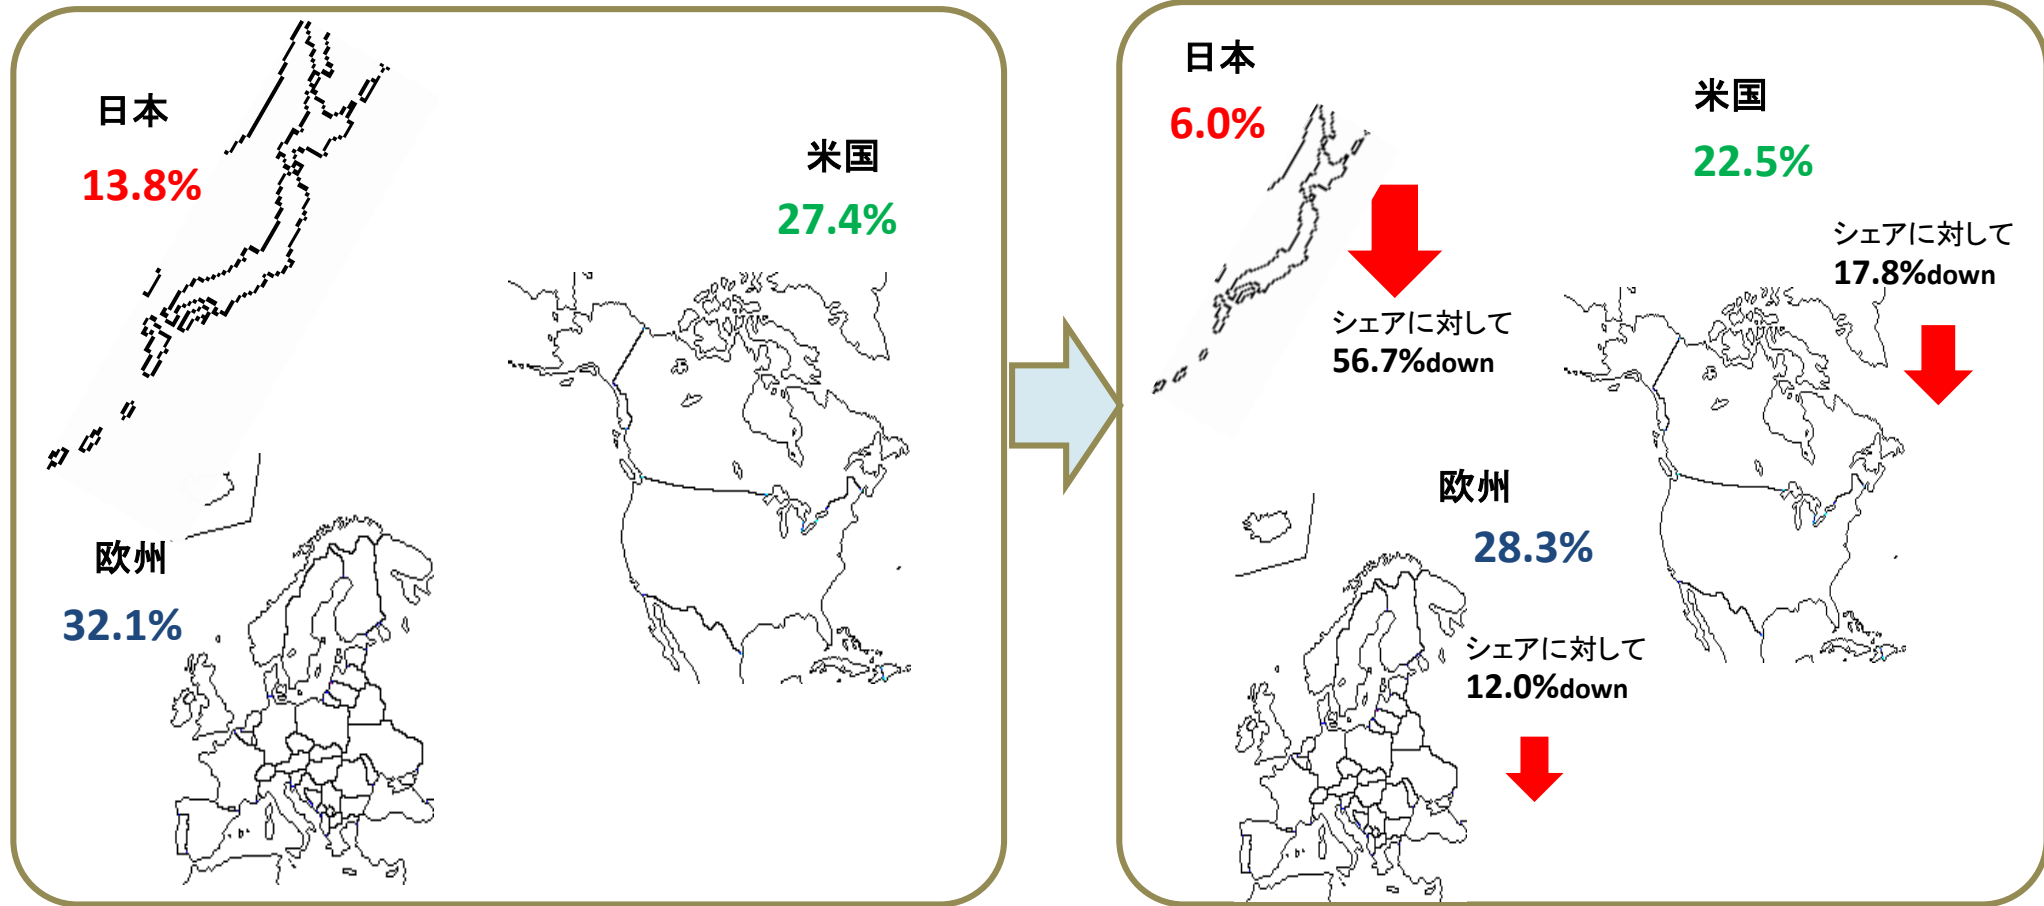 日本
13.8%
米国
27.4%
欧州
32.1%
日本
6.0%
シェアに対して
56.7%down
米国
22.5%
シェアに対して
17.8%down
欧州
28.3%
シェアに対して
12.0%down